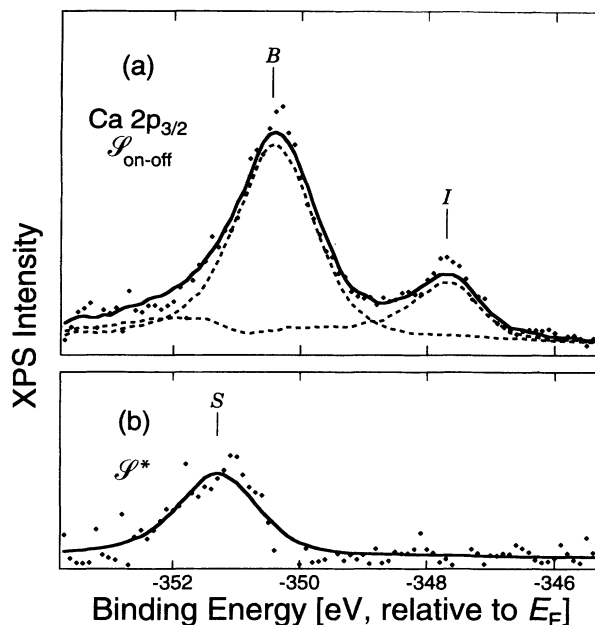 B
(a)
Ca 2p3/2
𝒮on-off
I
XPS Intensity
S
(b)
𝒮*
-352 -350 -348 -346
Binding Energy [eV, relative to EF]